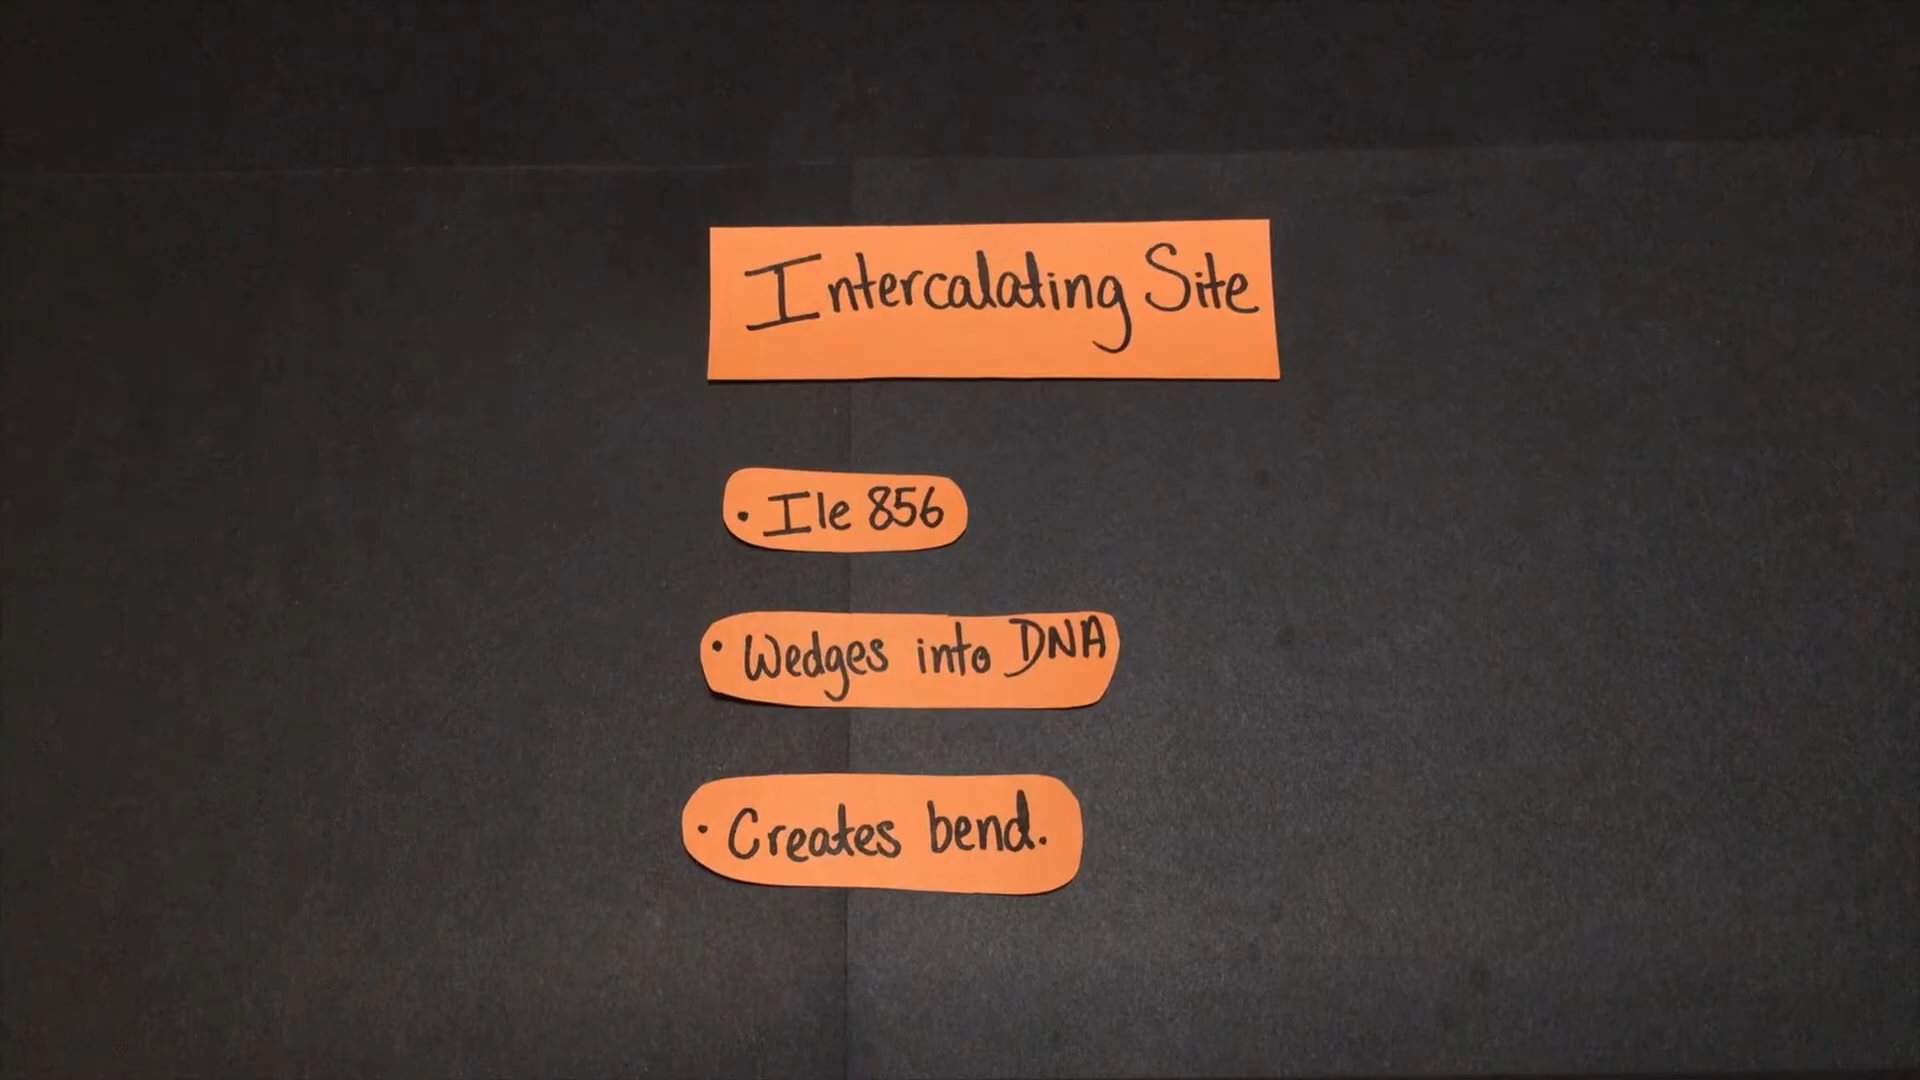 Intercalating Site
• Ile 856
• Wedges into DNA
• Creates bend.